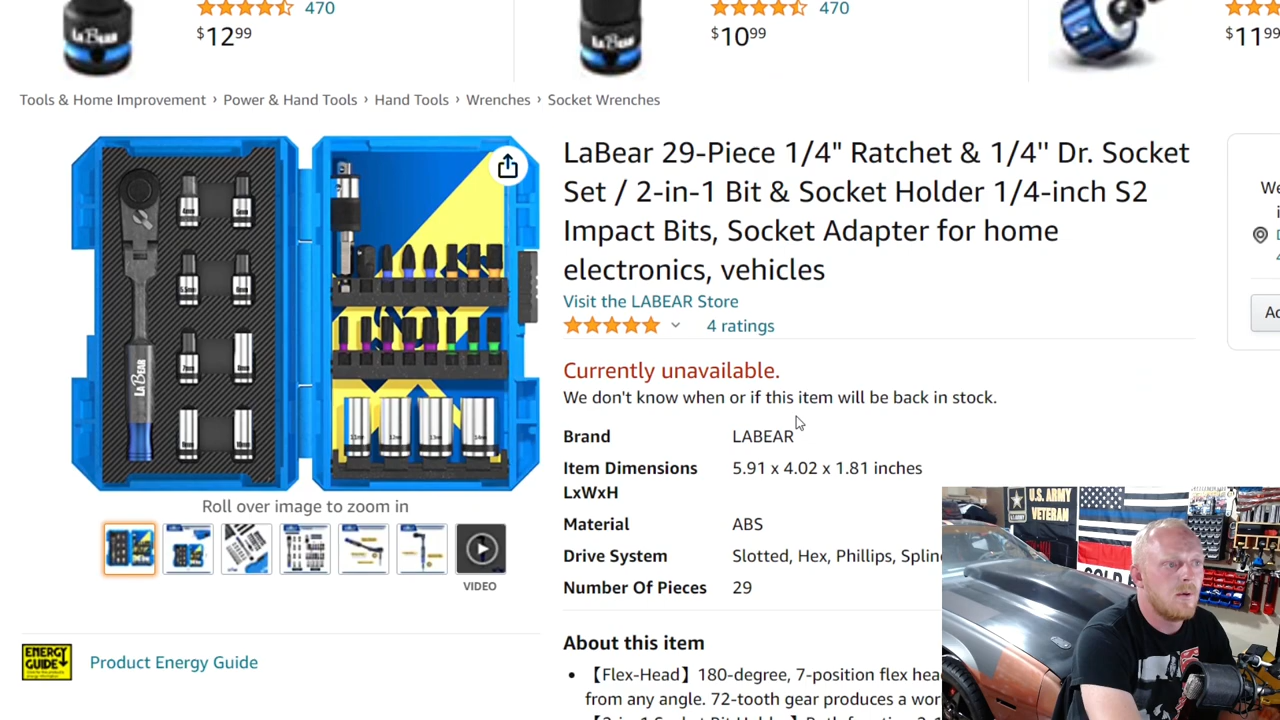 470
470
$12.99
$10.99
$11.99
Tools & Home Improvement › Power & Hand Tools › Hand Tools › Wrenches › Socket Wrenches
LaBear 29-Piece 1/4" Ratchet & 1/4'' Dr. Socket
Set / 2-in-1 Bit & Socket Holder 1/4-inch S2
Impact Bits, Socket Adapter for home
electronics, vehicles
Visit the LABEAR Store
4 ratings
Currently unavailable.
We don't know when or if this item will be back in stock.
Brand LABEAR
Item Dimensions 5.91 x 4.02 x 1.81 inches
LxWxH
Material ABS
Drive System Slotted, Hex, Phillips, Splin
Number Of Pieces 29
About this item
• 【Flex-Head】180-degree, 7-position flex hea
from any angle. 72-tooth gear produces a wor
LABEAR
Roll over image to zoom in
VIDEO
ENERGY
GUIDE
Product Energy Guide
We
Ad
U.S. ARMY
VETERAN